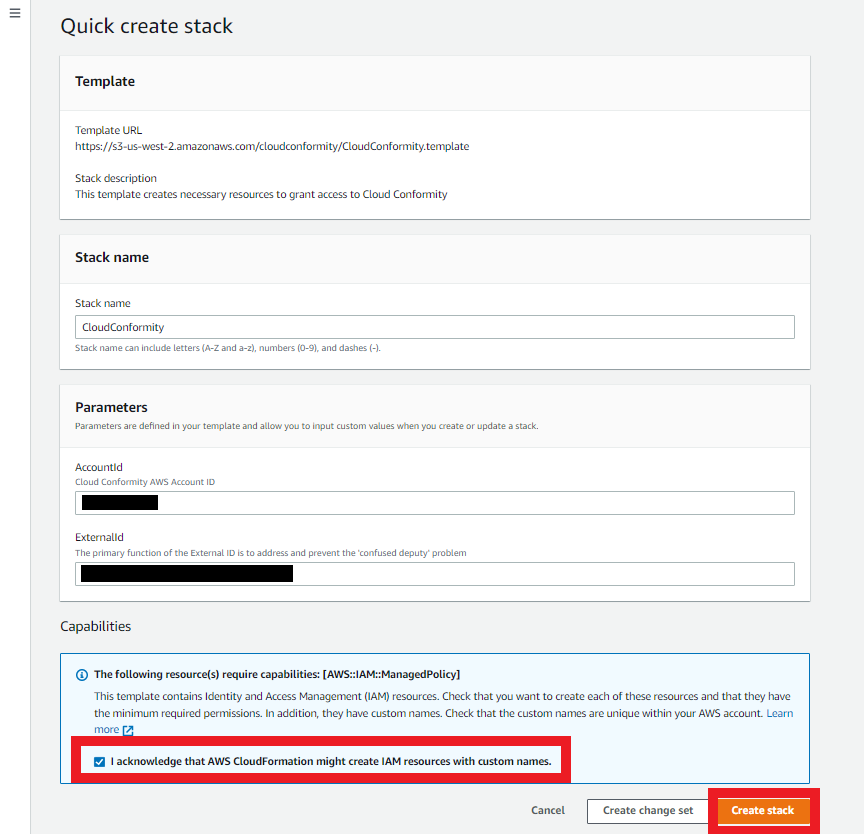 Quick create stack
Template
Template URL
https://s3-us-west-2.amazonaws.com/cloudconformity/CloudConformity.template
Stack description
This template creates necessary resources to grant access to Cloud Conformity
Stack name
Stack name
CloudConformity
Stack name can include letters (A-Z and a-z), numbers (0-9), and dashes (-).
Parameters
Parameters are defined in your template and allow you to input custom values when you create or update a stack.
AccountId
Cloud Conformity AWS Account ID
ExternalId
The primary function of the External ID is to address and prevent the 'confused deputy' problem
Capabilities
The following resource(s) require capabilities: [AWS::IAM::ManagedPolicy]
This template contains Identity and Access Management (IAM) resources. Check that you want to create each of these resources and that they have
the minimum required permissions. In addition, they have custom names. Check that the custom names are unique within your AWS account. Learn
more
I acknowledge that AWS CloudFormation might create IAM resources with custom names.
Cancel
Create change set
Create stack